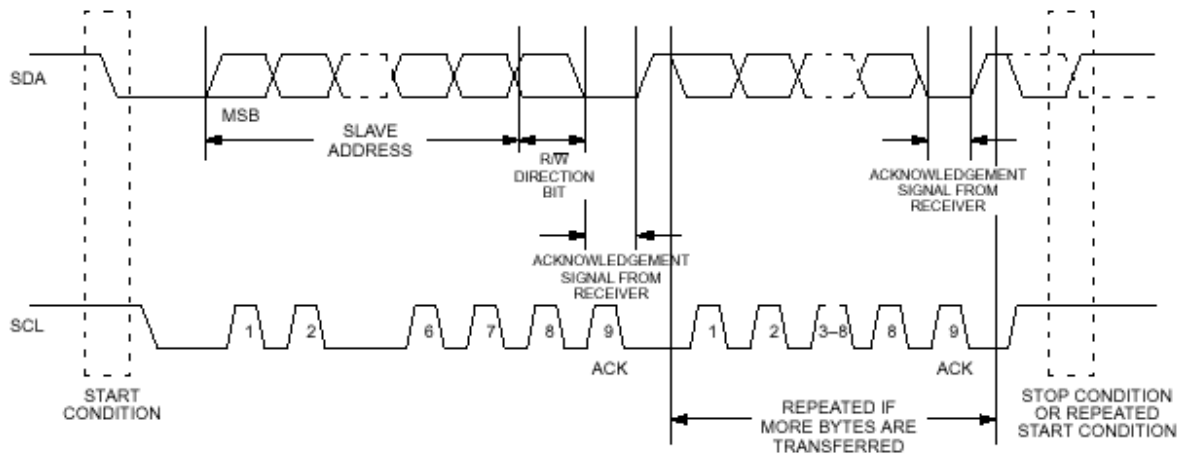 SDA
MSB
SLAVE
ADDRESS
R/W
DIRECTION
BIT
ACKNOWLEDGEMENT
SIGNAL FROM
RECEIVER
ACKNOWLEDGEMENT
SIGNAL FROM
RECEIVER
SCL
1 2 6 7 8 9 1 2 3–8 8 9
ACK ACK
START
CONDITION
REPEATED IF
MORE BYTES ARE
TRANSFERRED
STOP CONDITION
OR REPEATED
START CONDITION